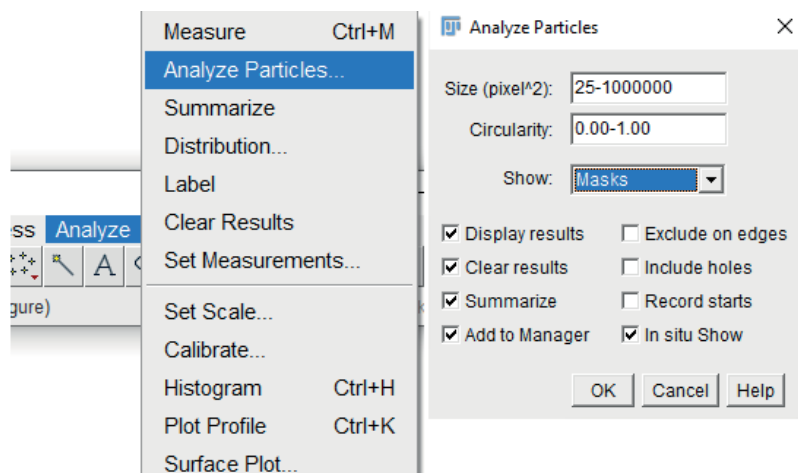 Measure Ctrl+M
Analyze Particles...
Summarize
Distribution...
Label
Clear Results
Set Measurements...
Set Scale...
Calibrate...
Histogram Ctrl+H
Plot Profile Ctrl+K
Surface Plot...
ss Analyze
A
gure)
Analyze Particles
Size (pixel^2): 25-1000000
Circularity: 0.00-1.00
Show: Masks
Display results Exclude on edges
Clear results Include holes
Summarize Record starts
Add to Manager In situ Show
OK Cancel Help